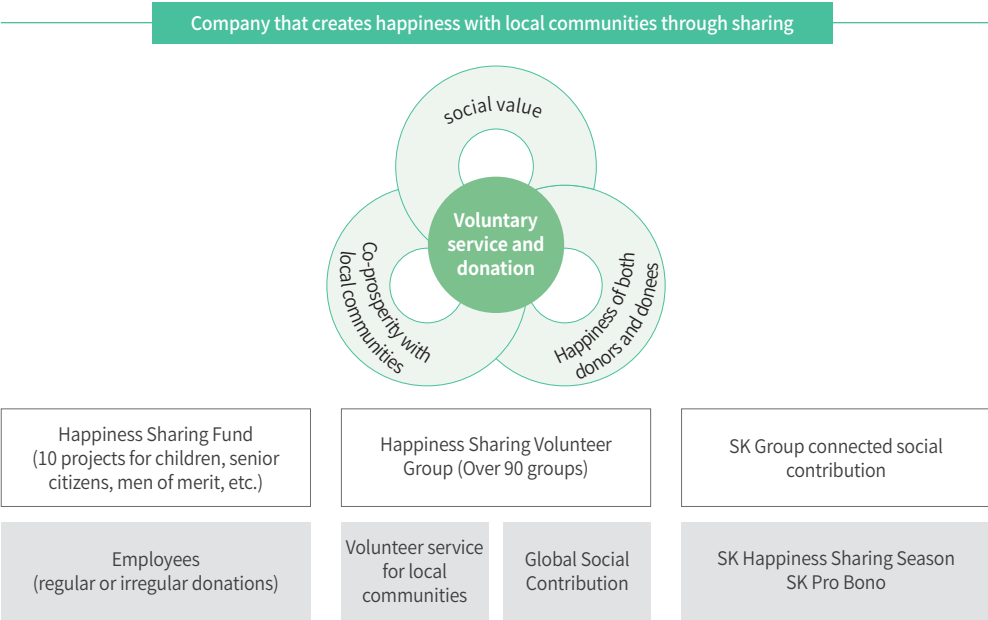 Company that creates happiness with local communities through sharing
social value
Voluntary
service and
donation
Co-prosperity with
local communities
Happiness of both
donors and donees
Happiness Sharing Fund
(10 projects for children, senior
citizens, men of merit, etc.)
Happiness Sharing Volunteer
Group (Over 90 groups)
SK Group connected social
contribution
Employees
(regular or irregular donations)
Volunteer service
for local
communities
Global Social
Contribution
SK Happiness Sharing Season
SK Pro Bono